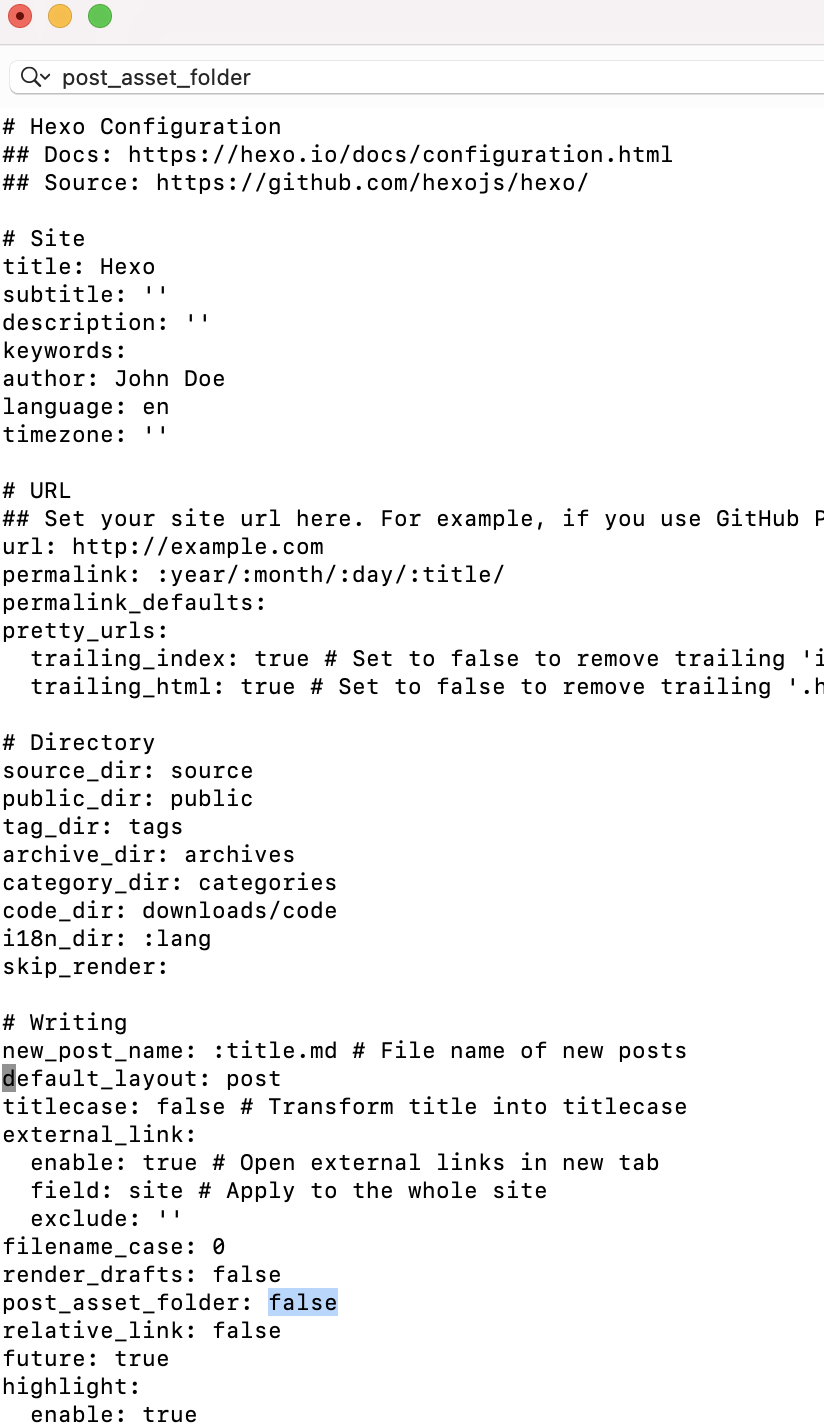 post_asset_folder
# Hexo Configuration
## Docs: https://hexo.io/docs/configuration.html
## Source: https://github.com/hexojs/hexo/
# Site
title: Hexo
subtitle: ''
description: ''
keywords:
author: John Doe
language: en
timezone: ''
# URL
## Set your site url here. For example, if you use GitHub P
url: http://example.com
permalink: :year/:month/:day/:title/
permalink_defaults:
pretty_urls:
  trailing_index: true # Set to false to remove trailing 'i
  trailing_html: true # Set to false to remove trailing '.h
# Directory
source_dir: source
public_dir: public
tag_dir: tags
archive_dir: archives
category_dir: categories
code_dir: downloads/code
i18n_dir: :lang
skip_render:
# Writing
new_post_name: :title.md # File name of new posts
default_layout: post
titlecase: false # Transform title into titlecase
external_link:
  enable: true # Open external links in new tab
  field: site # Apply to the whole site
  exclude: ''
filename_case: 0
render_drafts: false
post_asset_folder: false
relative_link: false
future: true
highlight:
  enable: true